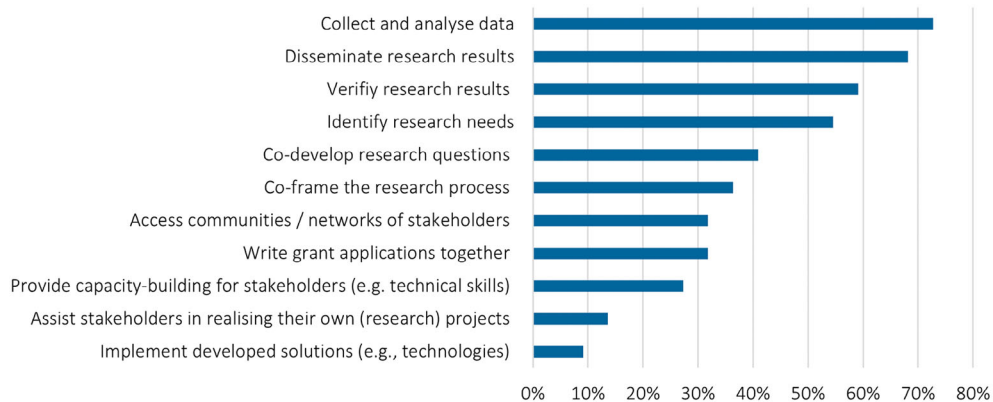 Collect and analyse data
Disseminate research results
Verifiy research results
Identify research needs
Co-develop research questions
Co-frame the research process
Access communities / networks of stakeholders
Write grant applications together
Provide capacity-building for stakeholders (e.g. technical skills)
Assist stakeholders in realising their own (research) projects
Implement developed solutions (e.g., technologies)
0% 10% 20% 30% 40% 50% 60% 70% 80%